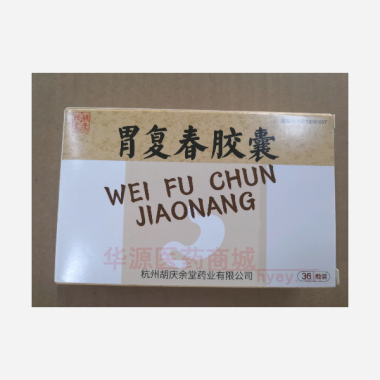 胃复春胶囊
WEI FU CHUN
JIAONANG
华源医药商城
杭州胡庆余堂药业有限公司
36粒装